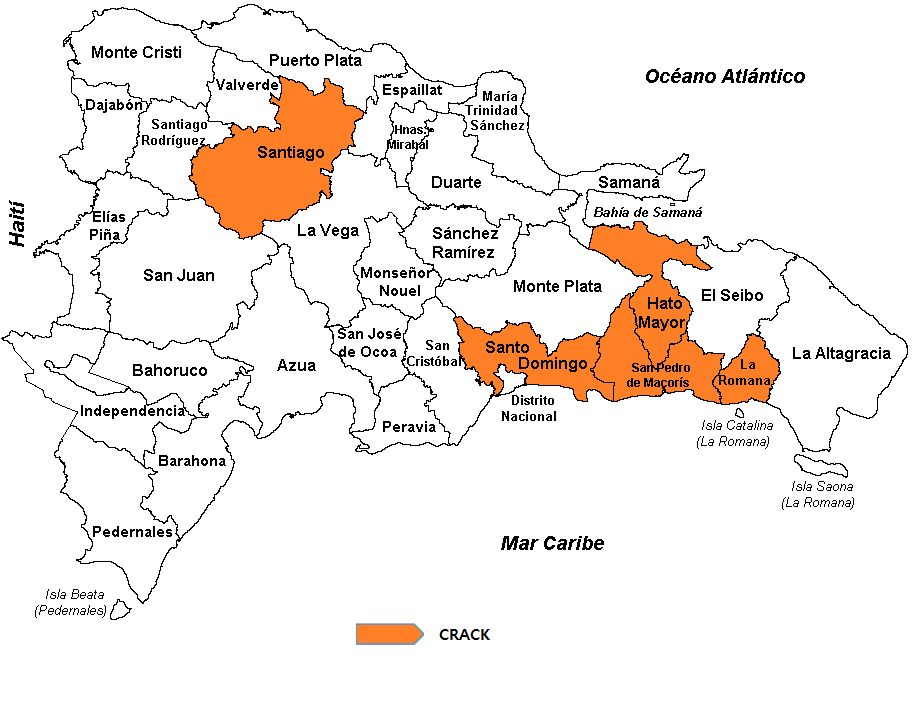 Monte Cristi
Puerto Plata
Océano Atlántico
Valverde
Espaillat
Dajabón
María
Trinidad
Sánchez
Santiago
Rodríguez
Hnas.
Mirabal
Santiago
Duarte
Samaná
Haití
Elías
Piña
Bahía de Samaná
La Vega
Sánchez
Ramírez
San Juan
Monseñor
Nouel
Monte Plata
El Seibo
Hato
Mayor
San José
de Ocoa
San
Cristóbal
Santo
Domingo
La Altagracia
Bahoruco
Azua
San Pedro
de Macorís
La
Romana
Independencia
Distrito
Nacional
Peravia
Isla Catalina
(La Romana)
Barahona
Isla Saona
(La Romana)
Pedernales
Mar Caribe
Isla Beata
(Pedernales)
CRACK